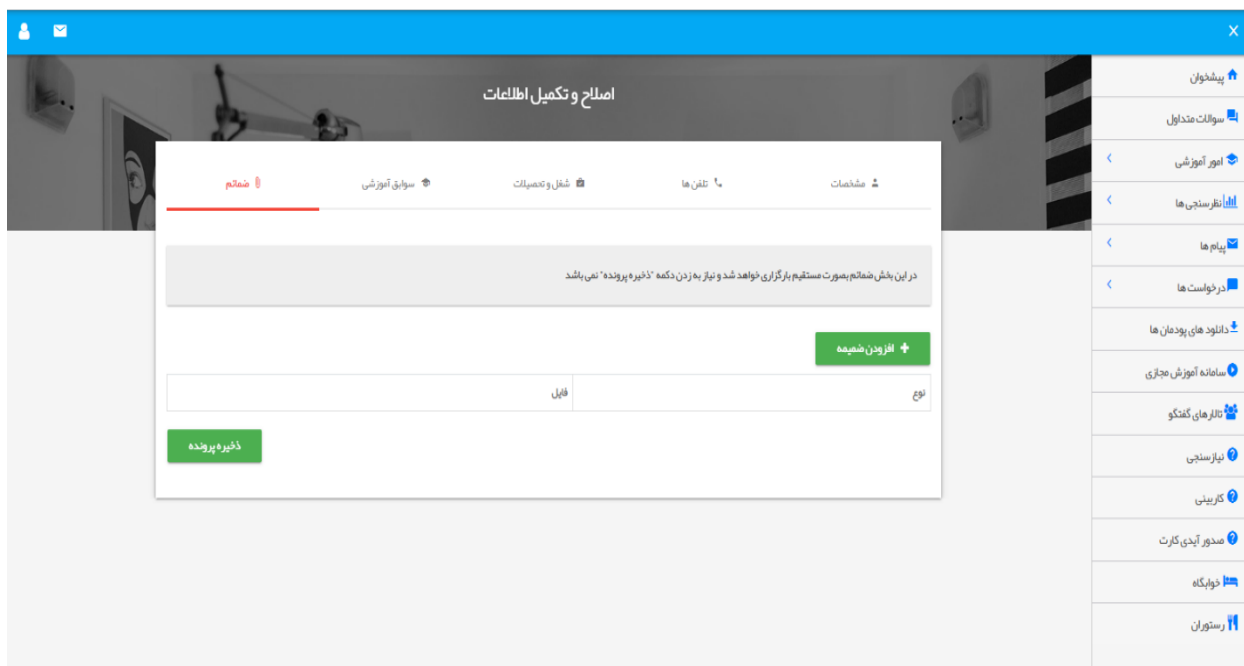 X
اصلاح و تکمیل اطلاعات
مشخصات
تلفن ها
شغل و تحصیلات
سوابق آموزشی
ضمائم
در این بخش ضمائم بصورت مستقیم بارگزاری خواهد شد و نیاز به زدن دکمه "ذخیره پرونده" نمی باشد
+ افزودن ضمیمه
نوع
فایل
ذخیره پرونده
پیشخوان
سوالات متداول
امور آموزشی
نظرسنجی ها
پیام ها
درخواست ها
دانلود های پودمان ها
سامانه آموزش مجازی
تالارهای گفتگو
نیازسنجی
کاربینی
صدور آیدی کارت
خوابگاه
رستوران